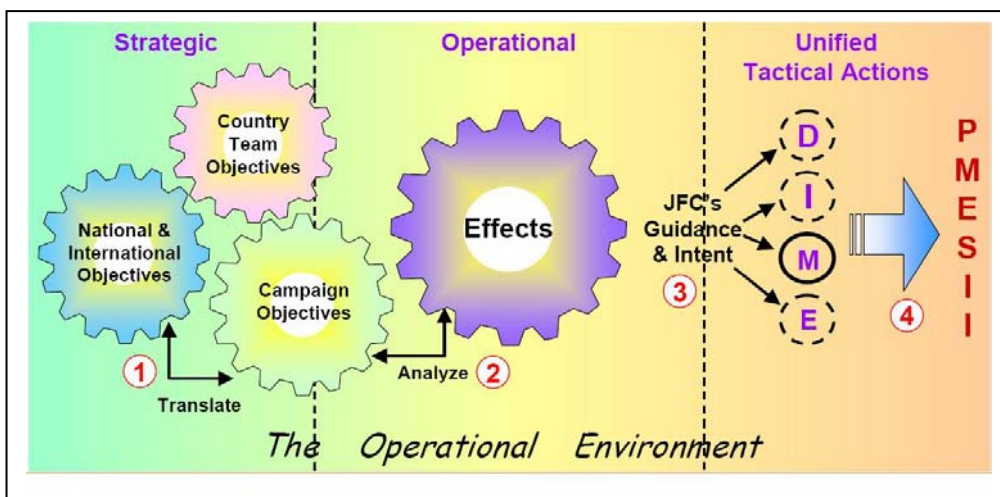 Strategic
Operational
Unified
Tactical Actions
Country
Team
Objectives
National &
International
Objectives
Campaign
Objectives
Effects
JFC's
Guidance
& Intent
D
I
M
E
P
M
E
S
I
I
1
Translate
Analyze
2
3
4
The Operational Environment